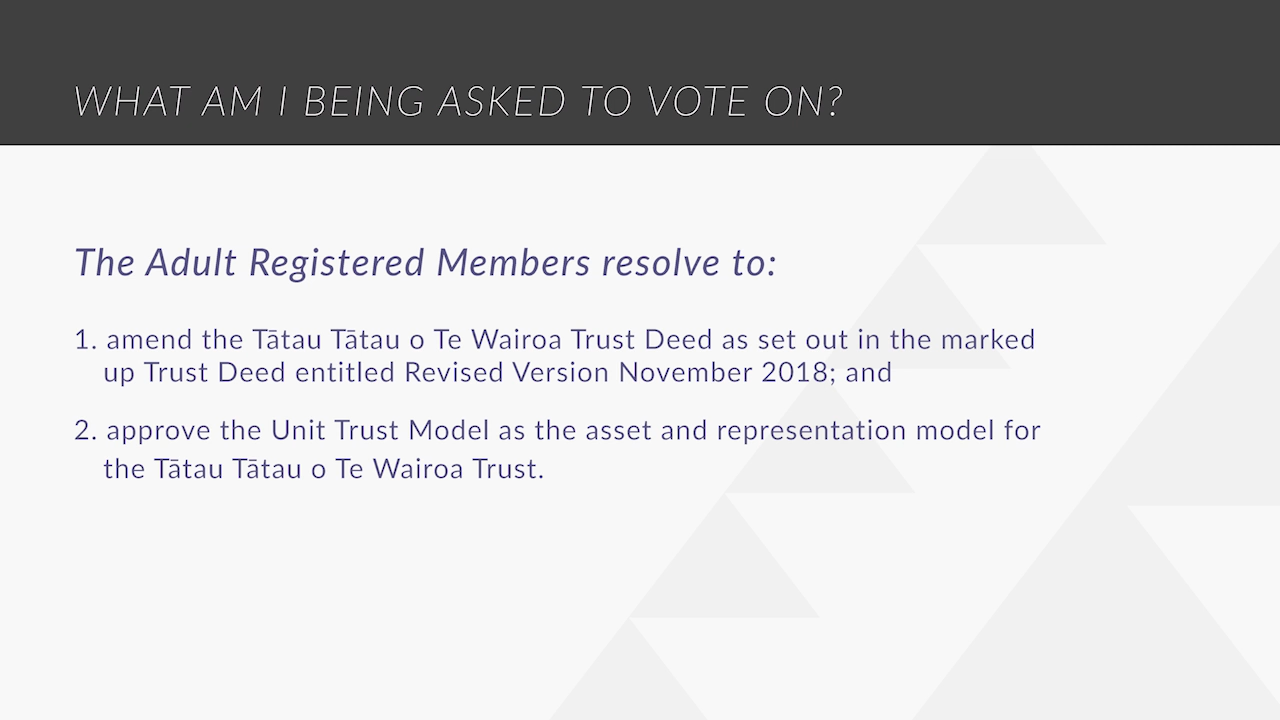 WHAT AM I BEING ASKED TO VOTE ON?
The Adult Registered Members resolve to:
1. amend the Tātau Tātau o Te Wairoa Trust Deed as set out in the marked
up Trust Deed entitled Revised Version November 2018; and
2. approve the Unit Trust Model as the asset and representation model for
the Tātau Tātau o Te Wairoa Trust.